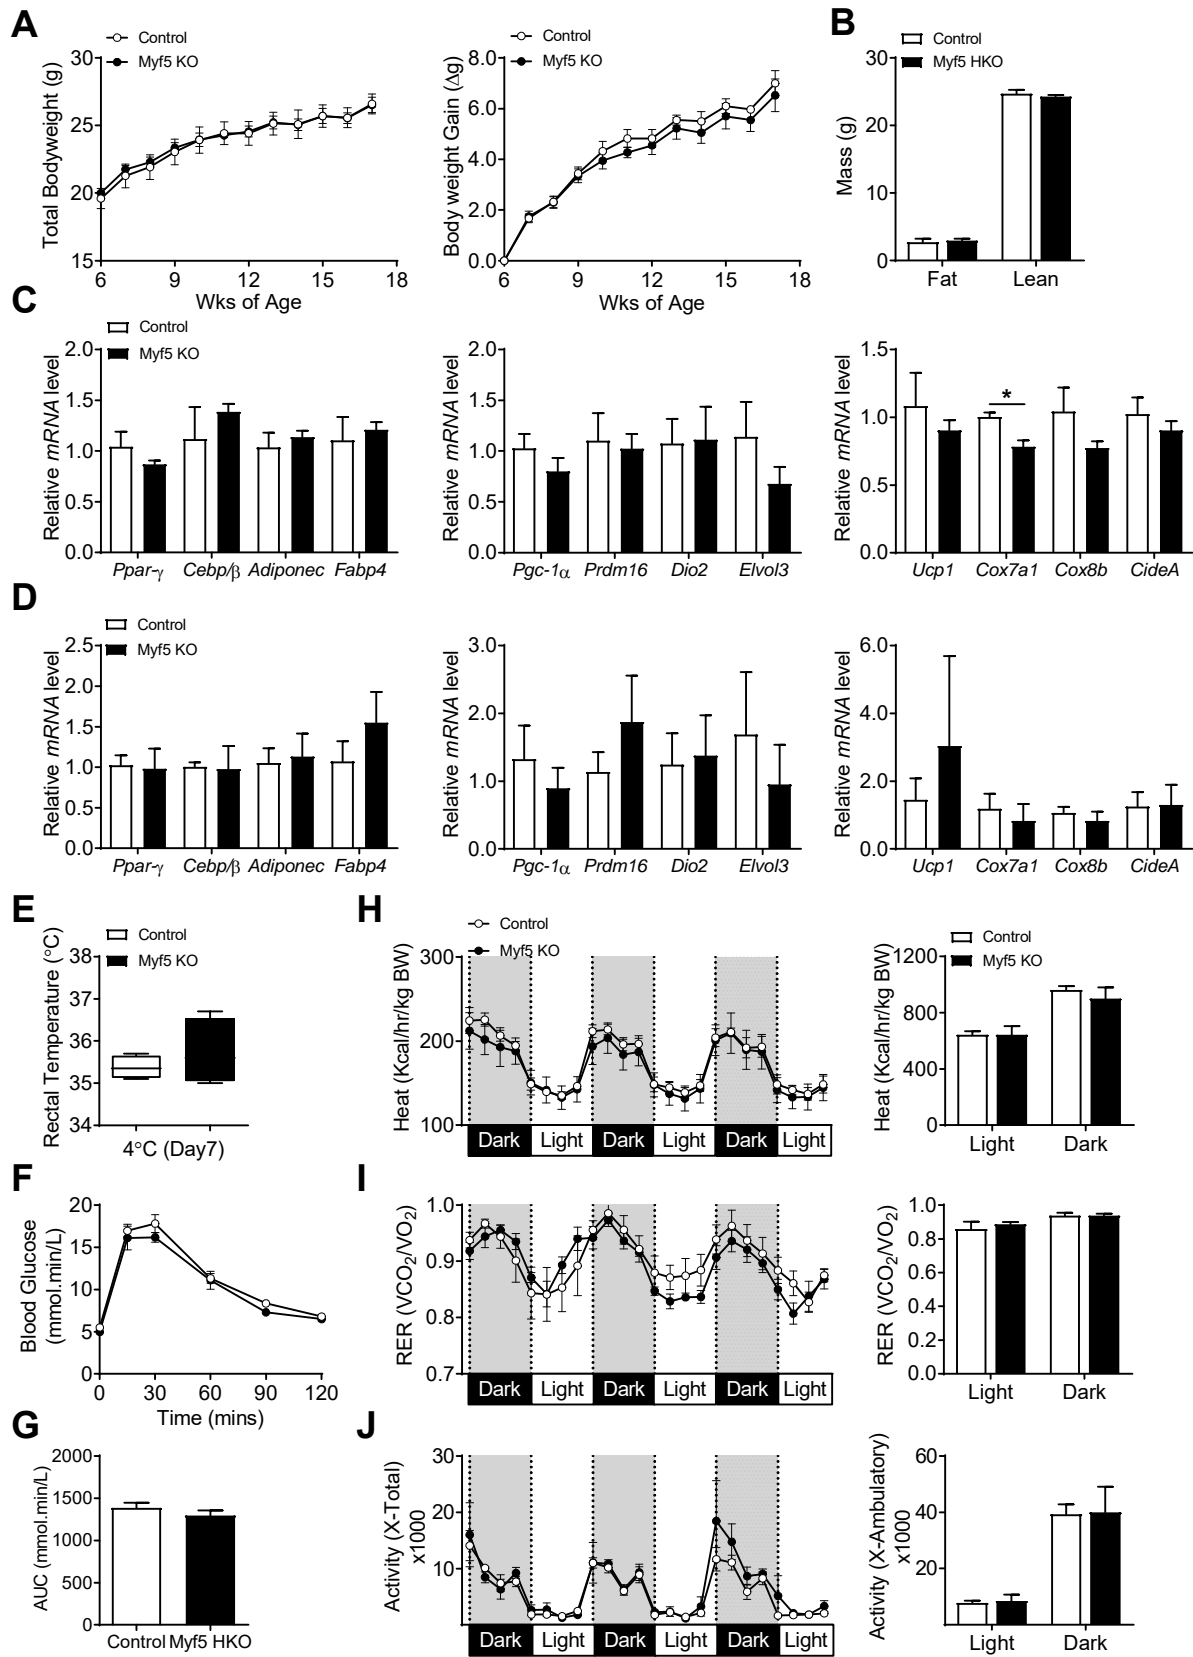 A
Control
Myf5 KO
Total Bodyweight (g)
30
25
20
15
6 9 12 15 18
Wks of Age
Control
Myf5 KO
Body weight Gain (Δg)
8.0
6.0
4.0
2.0
0.0
6 9 12 15 18
Wks of Age
B
Control
Myf5 HKO
Mass (g)
30
20
10
0
Fat Lean
C
Control
Myf5 KO
Relative mRNA level
2.0
1.5
1.0
0.5
0.0
Ppar-γ Cebp/β Adiponec Fabp4
Relative mRNA level
2.0
1.5
1.0
0.5
0.0
Pgc-1α Prdm16 Dio2 Elvol3
Relative mRNA level
1.5
1.0
0.5
0.0
*
Ucp1 Cox7a1 Cox8b CideA
D
Control
Myf5 KO
Relative mRNA level
2.5
2.0
1.5
1.0
0.5
0.0
Ppar-γ Cebp/β Adiponec Fabp4
Relative mRNA level
3.0
2.0
1.0
0.0
Pgc-1α Prdm16 Dio2 Elvol3
Relative mRNA level
6.0
4.0
2.0
0.0
Ucp1 Cox7a1 Cox8b CideA
E
Control
Myf5 KO
Rectal Temperature (°C)
38
37
36
35
34
4°C (Day7)
F
Blood Glucose
(mmol.min/L)
20
15
10
5
0
0 30 60 90 120
Time (mins)
G
AUC (mmol.min/L)
2000
1500
1000
500
0
Control Myf5 HKO
H
Control
Myf5 KO
Heat (Kcal/hr/kg BW)
300
200
100
Dark Light Dark Light Dark Light
Control
Myf5 KO
Heat (Kcal/hr/kg BW)
1200
800
400
0
Light Dark
I
RER (VCO2/VO2)
1.0
0.9
0.8
0.7
Dark Light Dark Light Dark Light
RER (VCO2/VO2)
1.0
0.8
0.6
0.4
0.2
0.0
Light Dark
J
Activity (X-Total)
x1000
30
20
10
Dark Light Dark Light Dark Light
Activity (X-Ambulatory)
x1000
60
40
20
Light Dark